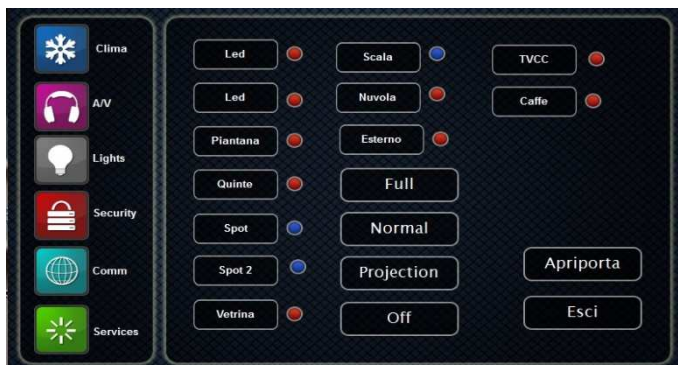 Clima
A/V
Lights
Security
Comm
Services
Led
Led
Piantana
Quinte
Spot
Spot 2
Vetrina
Scala
Nuvola
Esterno
Full
Normal
Projection
Off
TVCC
Caffe
Apriporta
Esci